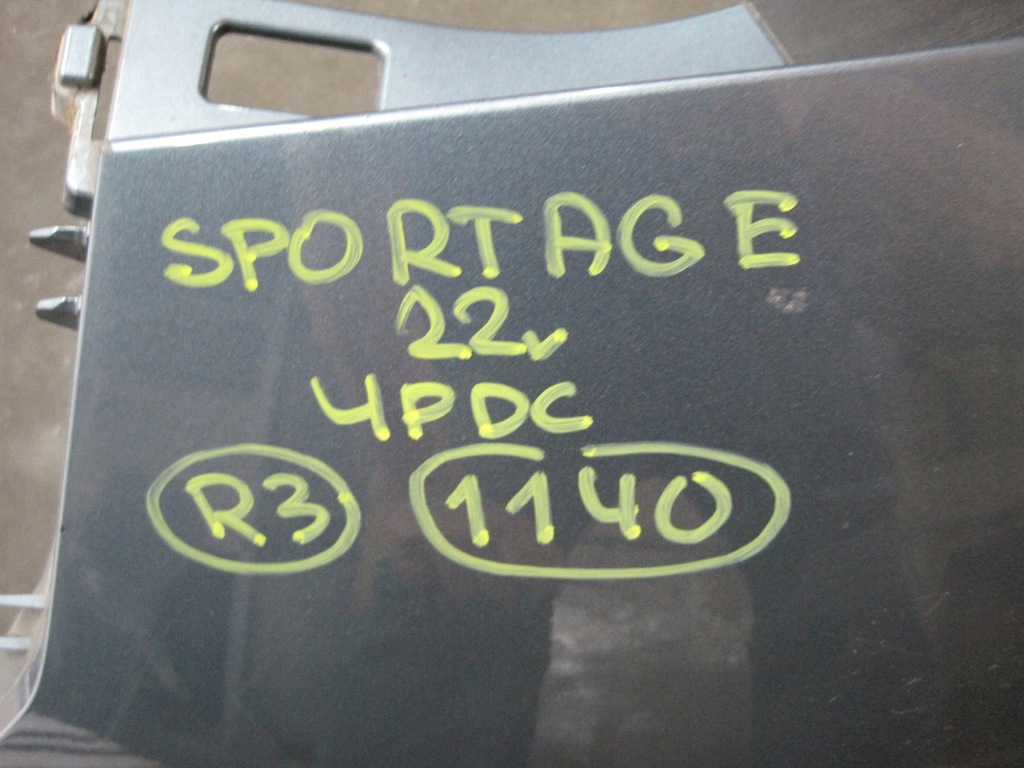 SPORTAGE
22v
4PDC
R3 1140